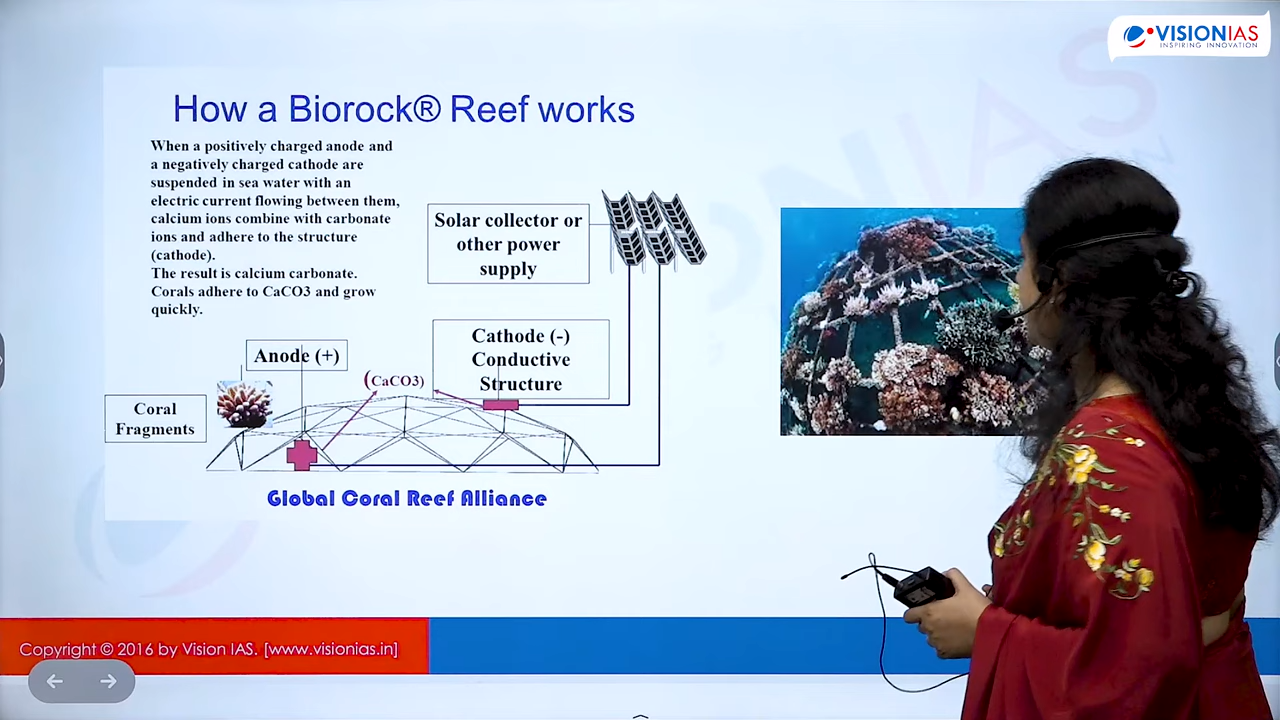 VISIONIAS
INSPIRING INNOVATION
How a Biorock® Reef works
When a positively charged anode and
a negatively charged cathode are
suspended in sea water with an
electric current flowing between them,
calcium ions combine with carbonate
ions and adhere to the structure
(cathode).
The result is calcium carbonate.
Corals adhere to CaCO3 and grow
quickly.
Solar collector or
other power
supply
Cathode (-)
Conductive
Structure
Anode (+)
(CaCO3)
Coral
Fragments
Global Coral Reef Alliance
Copyright © 2016 by Vision IAS. [www.visionias.in]